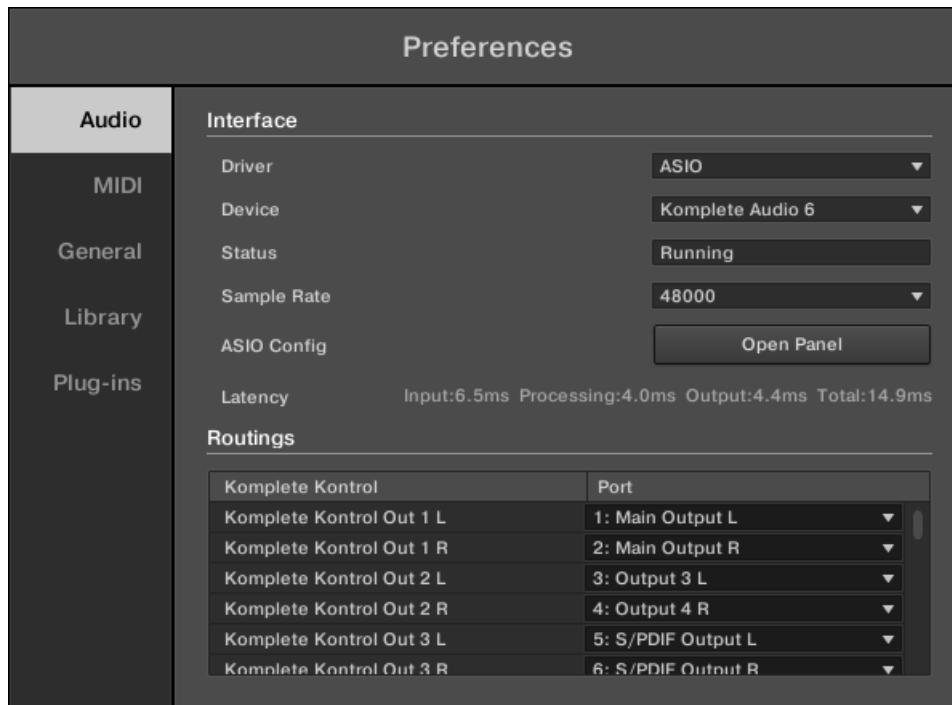 Preferences
Audio
MIDI
General
Library
Plug-ins
Interface
Driver ASIO
Device Komplete Audio 6
Status Running
Sample Rate 48000
ASIO Config Open Panel
Latency Input:6.5ms Processing:4.0ms Output:4.4ms Total:14.9ms
Routings
Komplete Kontrol Port
Komplete Kontrol Out 1 L 1: Main Output L
Komplete Kontrol Out 1 R 2: Main Output R
Komplete Kontrol Out 2 L 3: Output 3 L
Komplete Kontrol Out 2 R 4: Output 4 R
Komplete Kontrol Out 3 L 5: S/PDIF Output L
Komplete Kontrol Out 3 R 6: S/PDIF Output R